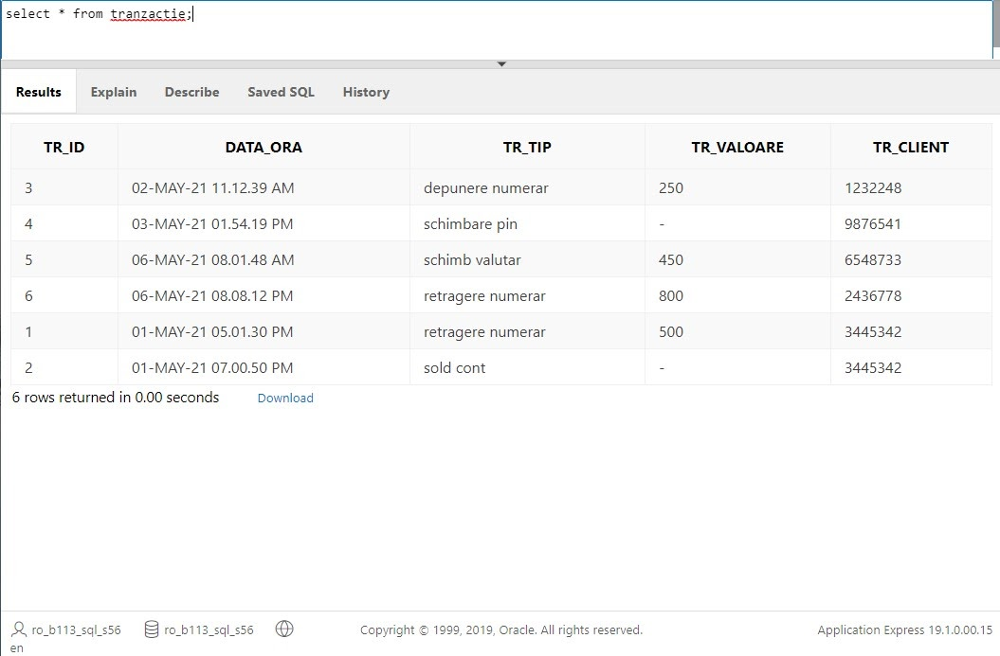 select * from tranzactie;
Results Explain Describe Saved SQL History
TR_ID DATA_ORA TR_TIP TR_VALOARE TR_CLIENT
3 02-MAY-21 11.12.39 AM depunere numerar 250 1232248
4 03-MAY-21 01.54.19 PM schimbare pin - 9876541
5 06-MAY-21 08.01.48 AM schimb valutar 450 6548733
6 06-MAY-21 08.08.12 PM retragere numerar 800 2436778
1 01-MAY-21 05.01.30 PM retragere numerar 500 3445342
2 01-MAY-21 07.00.50 PM sold cont - 3445342
6 rows returned in 0.00 seconds Download
ro_b113_sql_s56 ro_b113_sql_s56 Copyright © 1999, 2019, Oracle. All rights reserved. Application Express 19.1.0.00.15
en